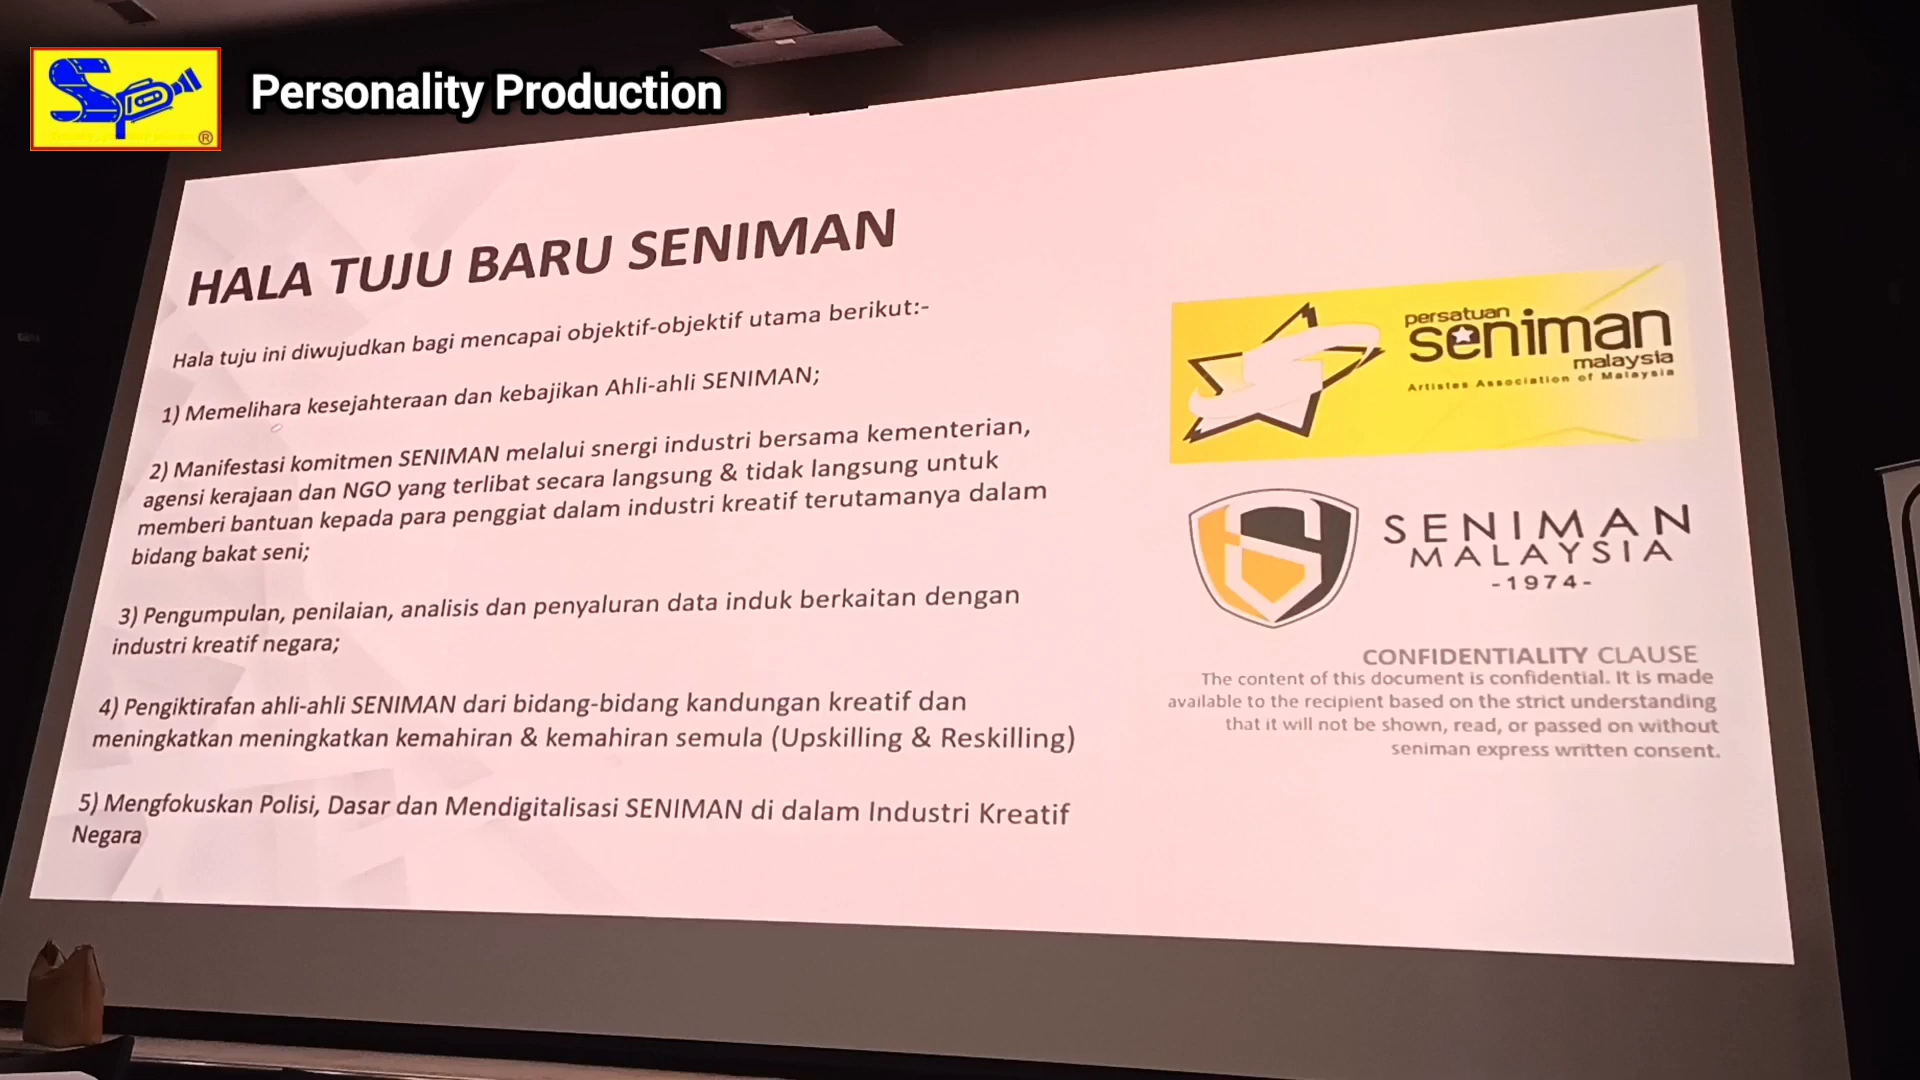 SP
®
Personality Production
HALA TUJU BARU SENIMAN
Hala tuju ini diwujudkan bagi mencapai objektif-objektif utama berikut:-
1) Memelihara kesejahteraan dan kebajikan Ahli-ahli SENIMAN;
2) Manifestasi komitmen SENIMAN melalui snergi industri bersama kementerian,
agensi kerajaan dan NGO yang terlibat secara langsung & tidak langsung untuk
memberi bantuan kepada para penggiat dalam industri kreatif terutamanya dalam
bidang bakat seni;
3) Pengumpulan, penilaian, analisis dan penyaluran data induk berkaitan dengan
industri kreatif negara;
4) Pengiktirafan ahli-ahli SENIMAN dari bidang-bidang kandungan kreatif dan
meningkatkan meningkatkan kemahiran & kemahiran semula (Upskilling & Reskilling)
5) Mengfokuskan Polisi, Dasar dan Mendigitalisasi SENIMAN di dalam Industri Kreatif
Negara
persatuan
seniman
malaysia
Artistes Association of Malaysia
SENIMAN
MALAYSIA
-1974-
CONFIDENTIALITY CLAUSE
The content of this document is confidential. It is made
available to the recipient based on the strict understanding
that it will not be shown, read, or passed on without
seniman express written consent.